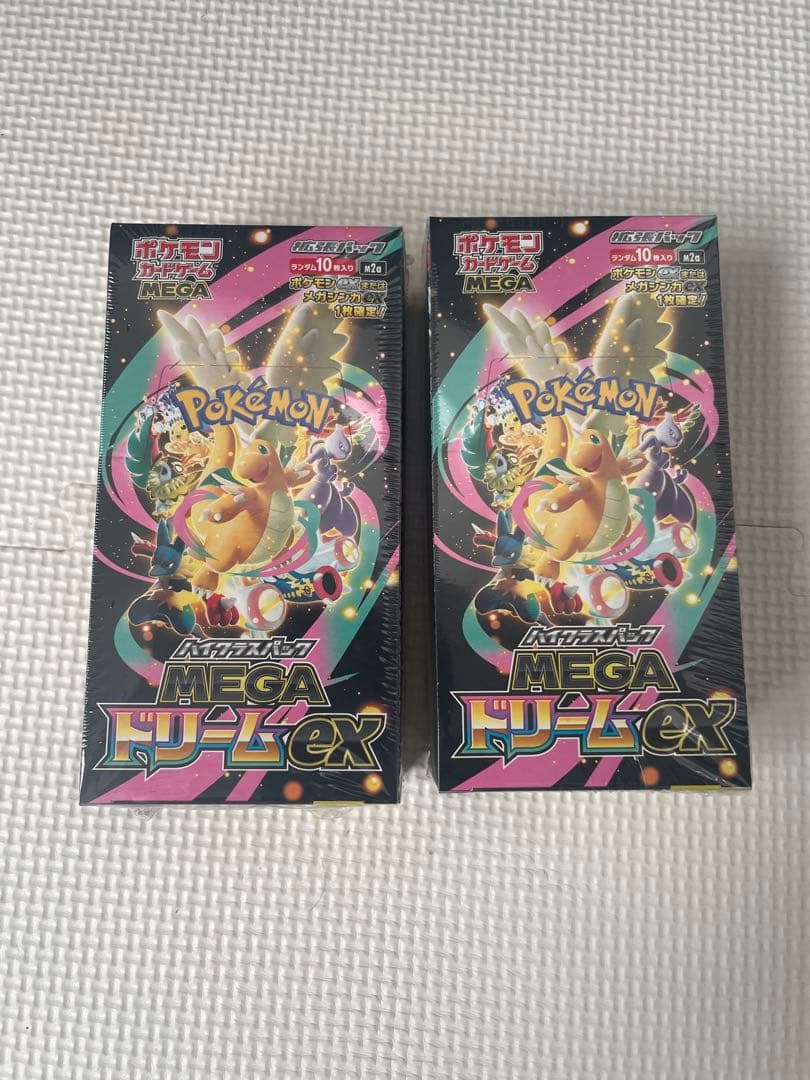 ポケモン
カードゲーム
MEGA
拡張パック
ランダム10枚入り M2a
ポケモンexまたは
メガシンカex
1枚確定!
POKéMON
ハイクラスパック
MEGA
ドリームex
ポケモン
カードゲーム
MEGA
拡張パック
ランダム10枚入り M2a
ポケモンexまたは
メガシンカex
1枚確定!
POKéMON
ハイクラスパック
MEGA
ドリームex